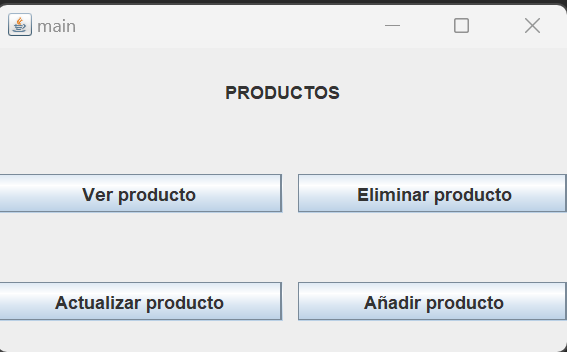 main
PRODUCTOS
Ver producto
Eliminar producto
Actualizar producto
Añadir producto